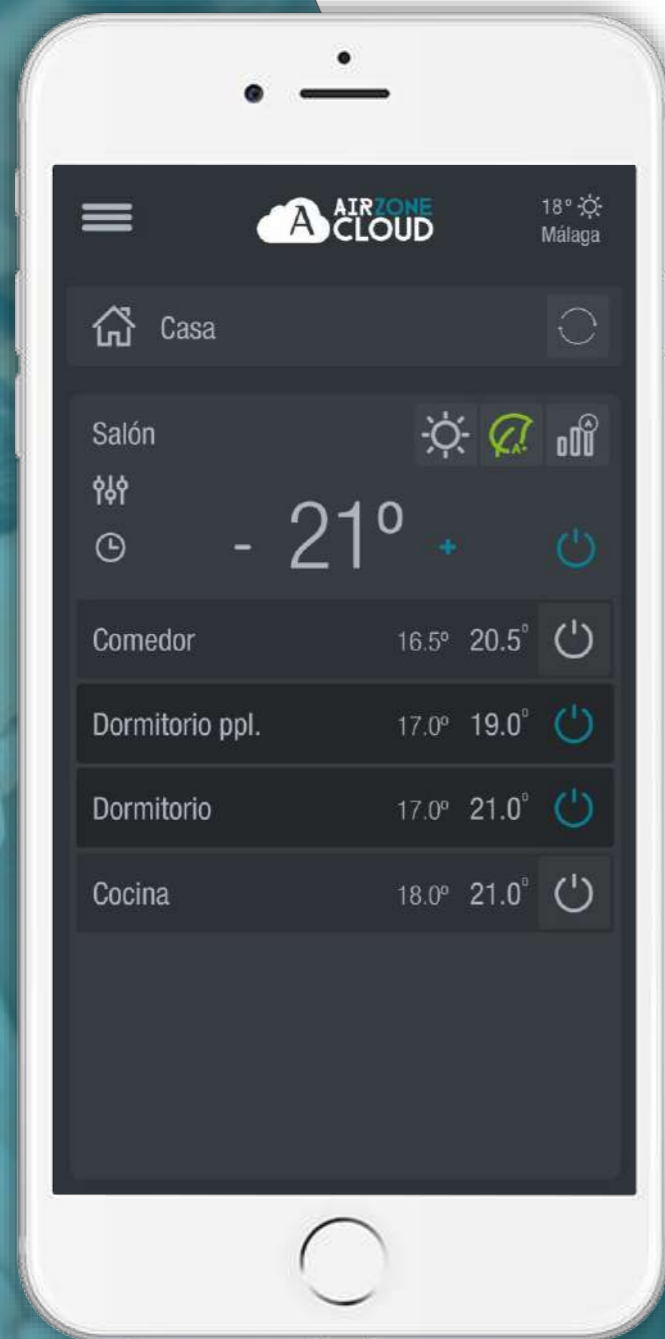 A AIRZONE
CLOUD
18°
Málaga
Casa
Salón
A
A
- 21º +
Comedor 16.5º 20.5°
Dormitorio ppl. 17.0º 19.0°
Dormitorio 17.0º 21.0°
Cocina 18.0º 21.0°